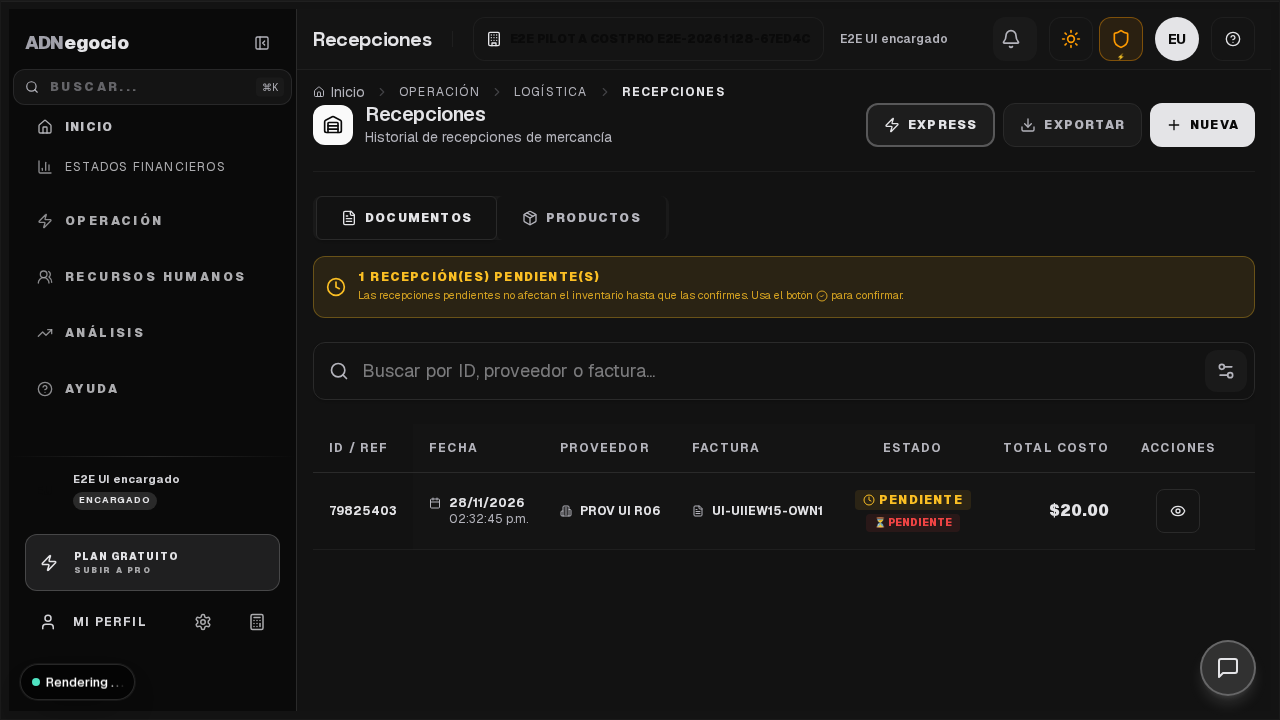 ADNegocio
BUSCAR...
⌘K
INICIO
ESTADOS FINANCIEROS
OPERACIÓN
RECURSOS HUMANOS
ANÁLISIS
AYUDA
E2E UI encargado
ENCARGADO
PLAN GRATUITO
SUBIR A PRO
MI PERFIL
Rendering...
Recepciones
E2E PILOT A COSTPRO E2E-20261128-67ED4C
E2E UI encargado
EU
Inicio > OPERACIÓN > LOGÍSTICA > RECEPCIONES
Recepciones
Historial de recepciones de mercancía
EXPRESS
EXPORTAR
NUEVA
DOCUMENTOS
PRODUCTOS
1 RECEPCIÓN(ES) PENDIENTE(S)
Las recepciones pendientes no afectan el inventario hasta que las confirmes. Usa el botón para confirmar.
Buscar por ID, proveedor o factura...
ID / REF FECHA PROVEEDOR FACTURA ESTADO TOTAL COSTO ACCIONES
79825403 28/11/2026 02:32:45 p.m. PROV UI R06 UI-UIIEW15-OWN1 PENDIENTE ⏳PENDIENTE $20.00